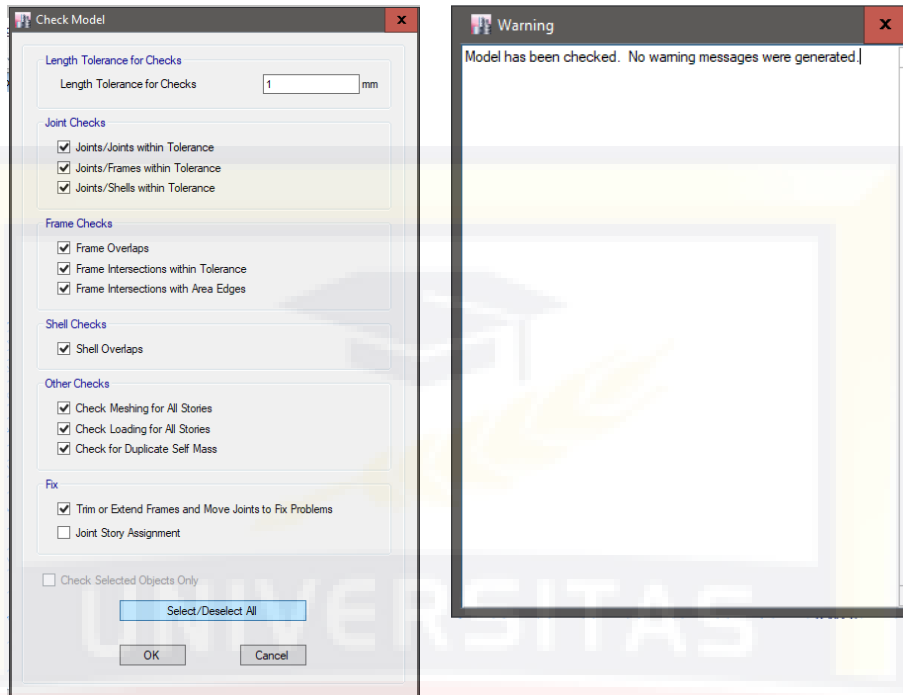 Check Model
Length Tolerance for Checks
Length Tolerance for Checks 1 mm
Joint Checks
Joints/Joints within Tolerance
Joints/Frames within Tolerance
Joints/Shells within Tolerance
Frame Checks
Frame Overlaps
Frame Intersections within Tolerance
Frame Intersections with Area Edges
Shell Checks
Shell Overlaps
Other Checks
Check Meshing for All Stories
Check Loading for All Stories
Check for Duplicate Self Mass
Fix
Trim or Extend Frames and Move Joints to Fix Problems
Joint Story Assignment
Check Selected Objects Only
Select/Deselect All
OK Cancel
Warning
Model has been checked. No warning messages were generated.
UNIVERSITAS